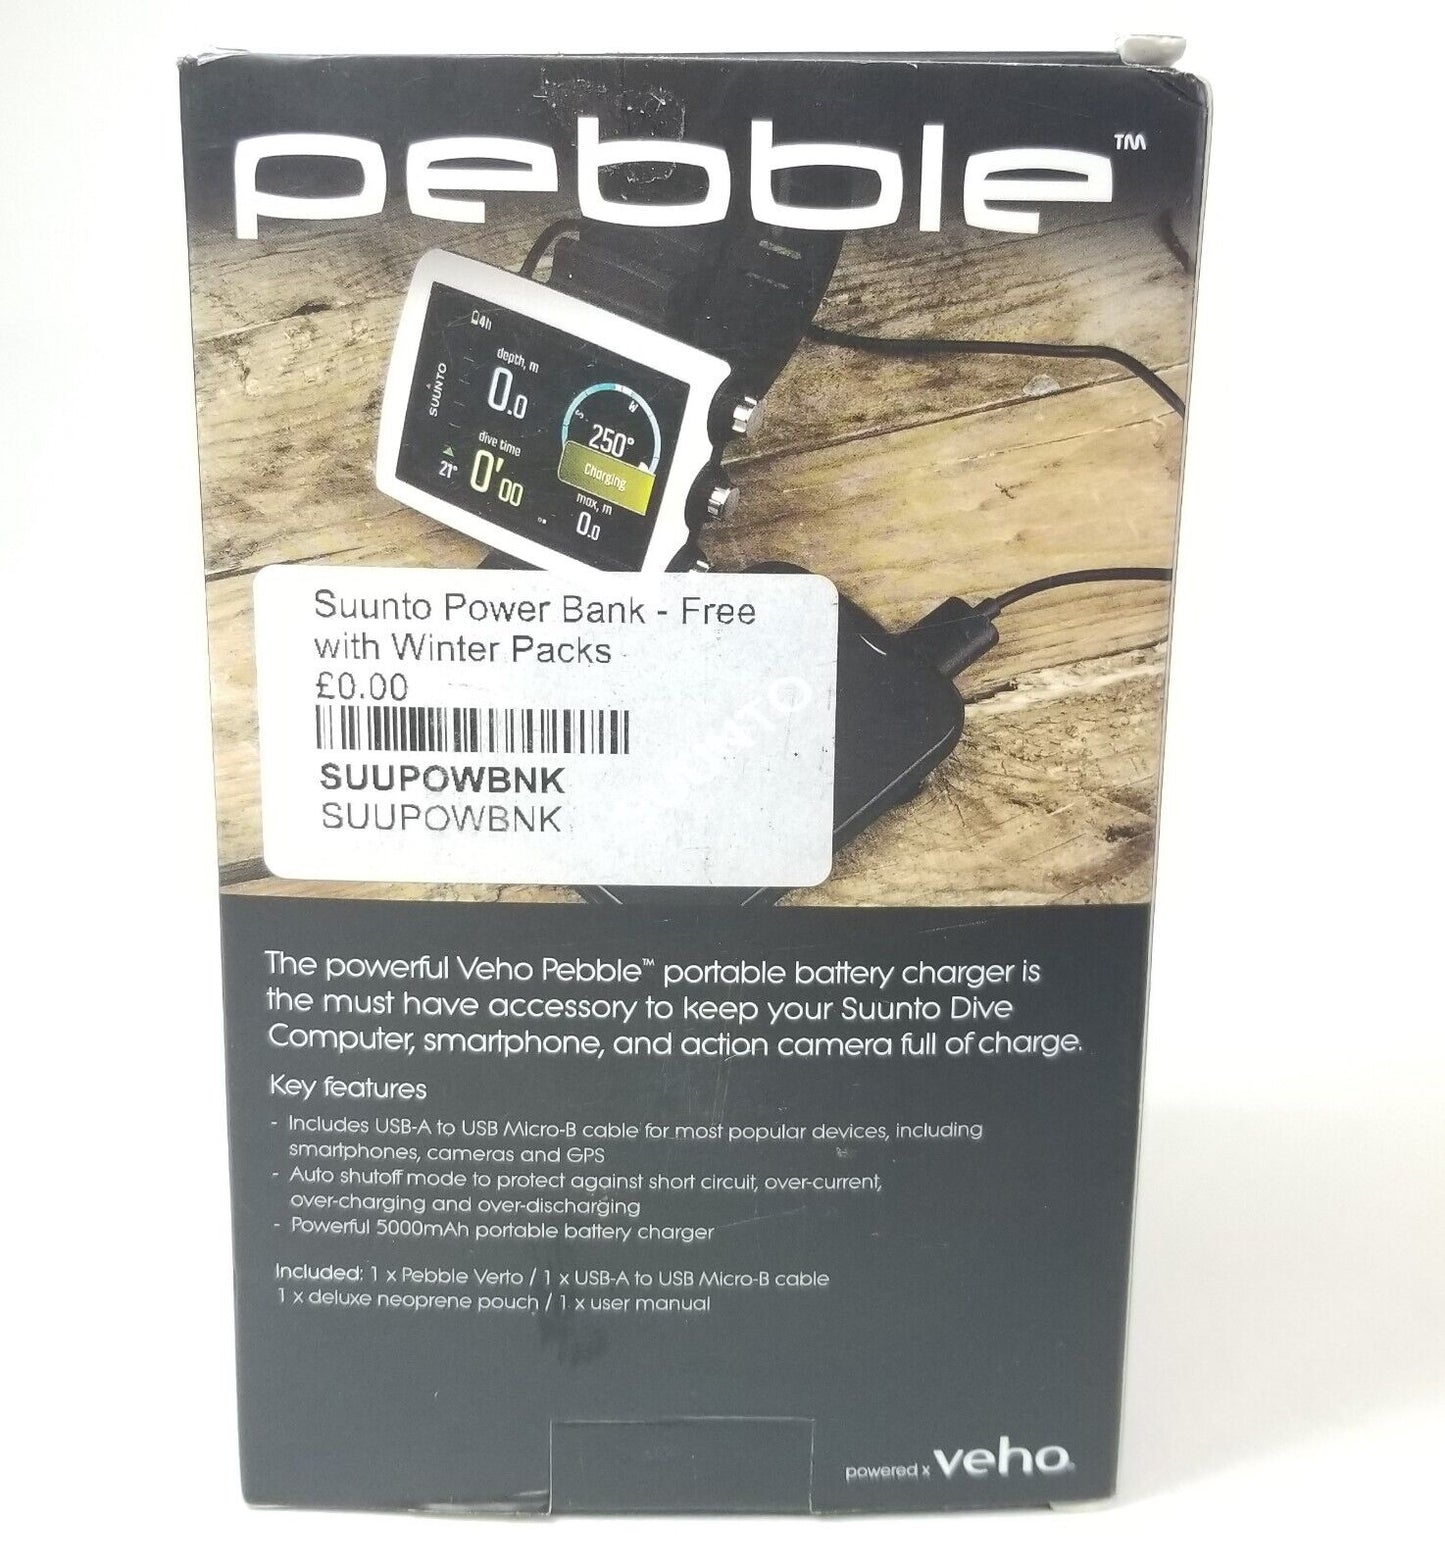 pebble™
4h
depth, m
0.0
SUUNTO
S W
250°
dive time
Charging
21° 0'00
max, m
0.0
Suunto Power Bank - Free
with Winter Packs
£0.00
SUUNTO
SUUPOWBNK
SUUPOWBNK
The powerful Veho Pebble™ portable battery charger is
the must have accessory to keep your Suunto Dive
Computer, smartphone, and action camera full of charge.
Key features
- Includes USB-A to USB Micro-B cable for most popular devices, including
smartphones, cameras and GPS
- Auto shutoff mode to protect against short circuit, over-current,
over-charging and over-discharging
- Powerful 5000mAh portable battery charger
Included: 1 x Pebble Verto / 1 x USB-A to USB Micro-B cable
1 x deluxe neoprene pouch / 1 x user manual
powered x veho